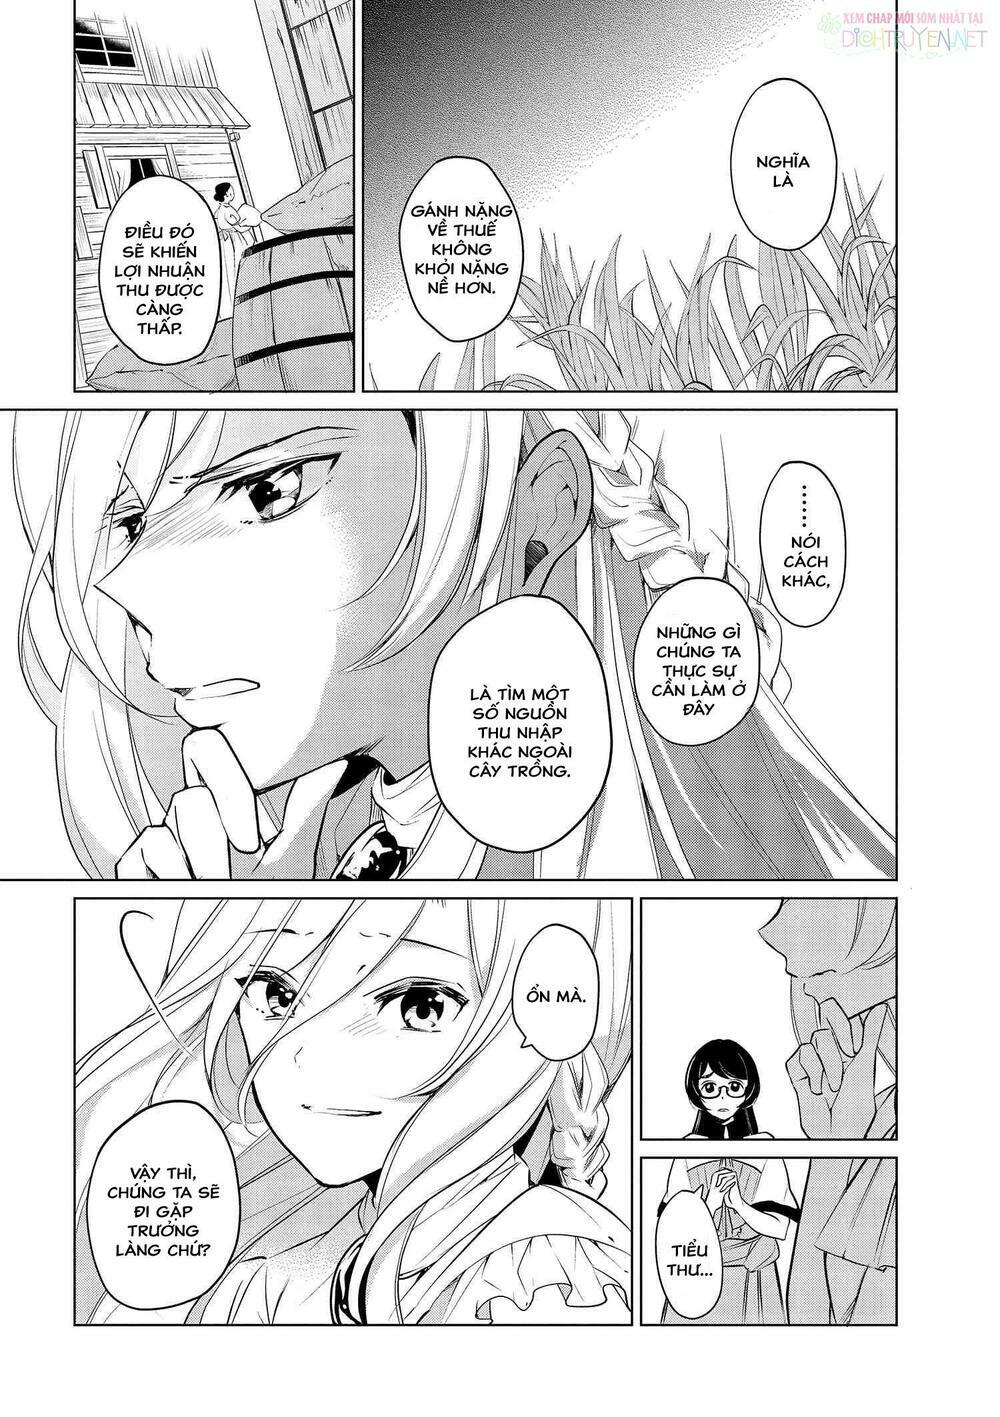 XEM CHAP MỚI SỚM NHẤT TẠI
DICHTRUYEN.NET
NGHĨA
LÀ
GÁNH NẶNG
VỀ THUẾ
KHÔNG
KHỎI NẶNG
NỀ HƠN.
ĐIỀU ĐÓ
SẼ KHIẾN
LỢI NHUẬN
THU ĐƯỢC
CÀNG
THẤP.
........
NÓI
CÁCH
KHÁC,
NHỮNG GÌ
CHÚNG TA
THỰC SỰ
CẦN LÀM Ở
ĐÂY
LÀ TÌM MỘT
SỐ NGUỒN
THU NHẬP
KHÁC NGOÀI
CÂY TRỒNG.
TIỂU
THƯ...
ỔN MÀ.
VẬY THÌ,
CHÚNG TA SẼ
ĐI GẶP
TRƯỞNG
LÀNG CHỨ?